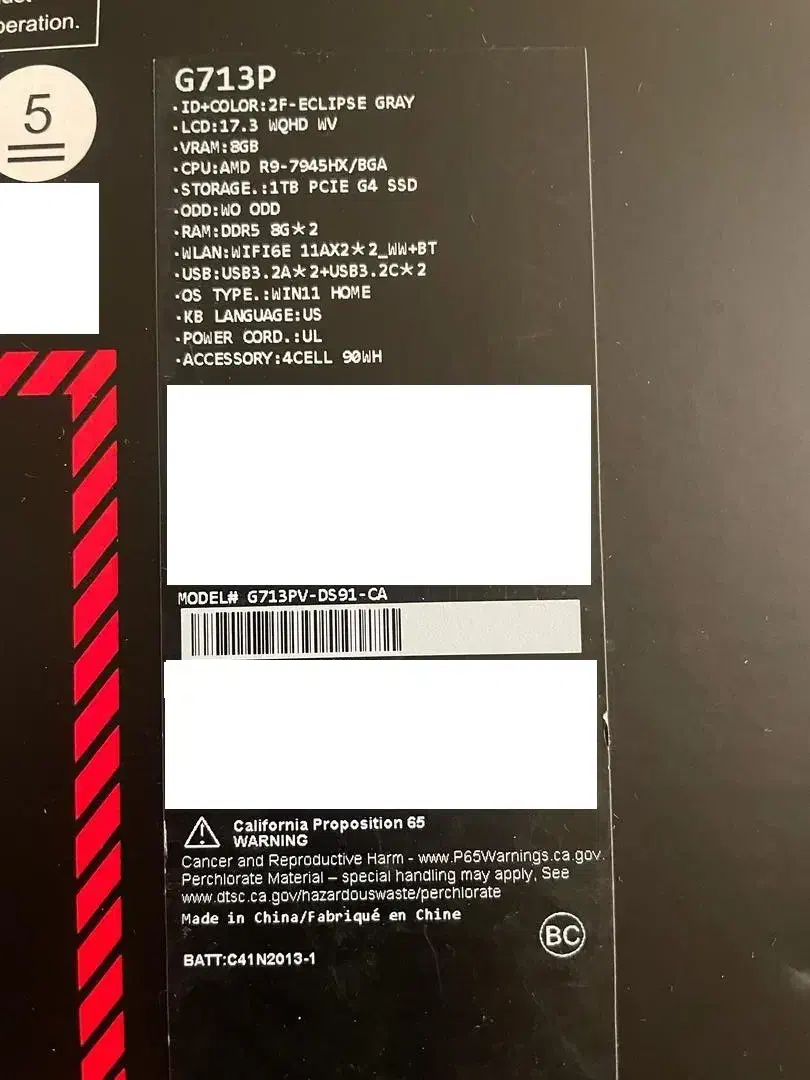 peration.
5
G713P
·ID+COLOR:2F-ECLIPSE GRAY
·LCD:17.3 WQHD WV
·VRAM:8GB
·CPU:AMD R9-7945HX/BGA
·STORAGE.:1TB PCIE G4 SSD
·ODD:WO ODD
·RAM:DDR5 8G*2
·WLAN:WIFI6E 11AX2*2_WW+BT
·USB:USB3.2A*2+USB3.2C*2
·OS TYPE.:WIN11 HOME
·KB LANGUAGE:US
·POWER CORD.:UL
·ACCESSORY:4CELL 90WH
MODEL# G713PV-DS91-CA
California Proposition 65
WARNING
Cancer and Reproductive Harm - www.P65Warnings.ca.gov.
Perchlorate Material – special handling may apply, See
www.dtsc.ca.gov/hazardouswaste/perchlorate
Made in China/Fabriqué en Chine
BC
BATT:C41N2013-1